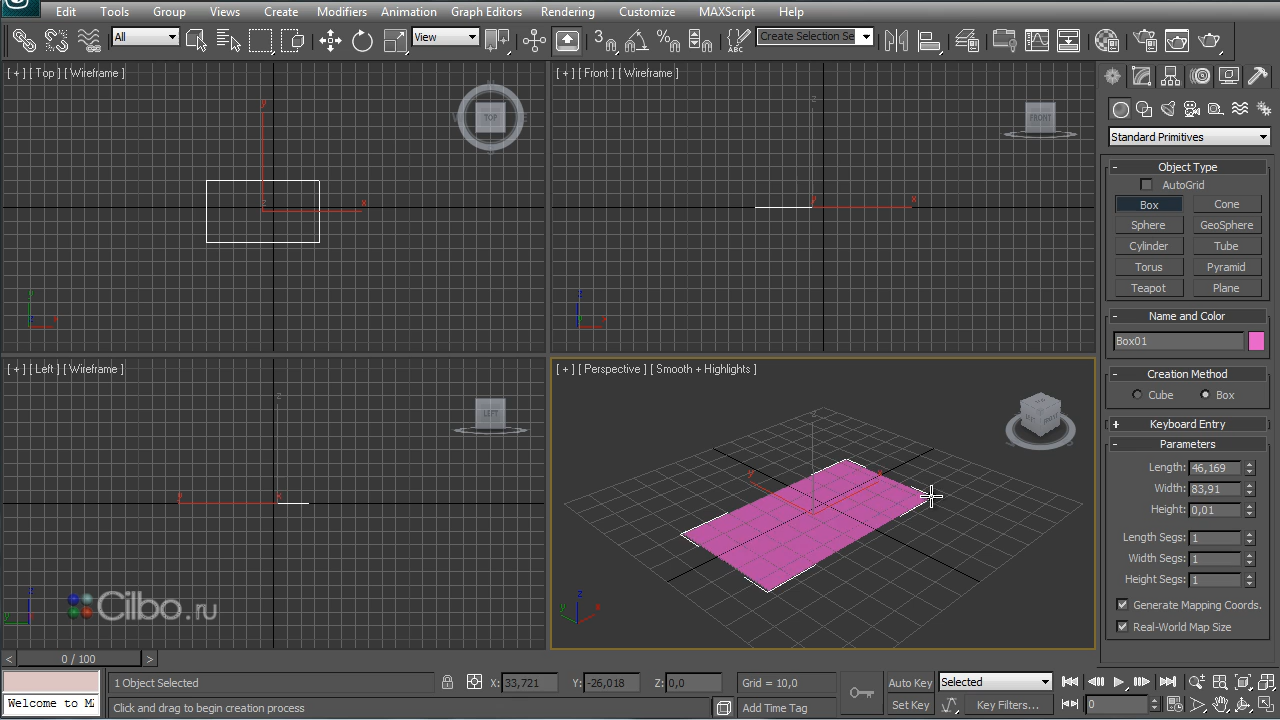 Edit Tools Group Views Create Modifiers Animation Graph Editors Rendering Customize MAXScript Help
All View Create Selection Se
[ + ] [ Top ] [ Wireframe ]
[ + ] [ Front ] [ Wireframe ]
y
TOP
z
x
z
FRONT
y
x
y
x
z
x
Standard Primitives
- Object Type
AutoGrid
Box Cone
Sphere GeoSphere
Cylinder Tube
Torus Pyramid
Teapot Plane
- Name and Color
Box01
- Creation Method
Cube Box
+ Keyboard Entry
- Parameters
Length: 46,169
Width: 83,91
Height: 0,01
Length Segs: 1
Width Segs: 1
Height Segs: 1
Generate Mapping Coords.
Real-World Map Size
[ + ] [ Left ] [ Wireframe ]
[ + ] [ Perspective ] [ Smooth + Highlights ]
z
LEFT
x
z
y
Cilbo.ru
z
y
x
z
y
x
< 0 / 100 >
1 Object Selected X: 33,721 Y: -26,018 Z: 0,0 Grid = 10,0 Auto Key Selected
Welcome to M Click and drag to begin creation process Add Time Tag Set Key Key Filters... 0